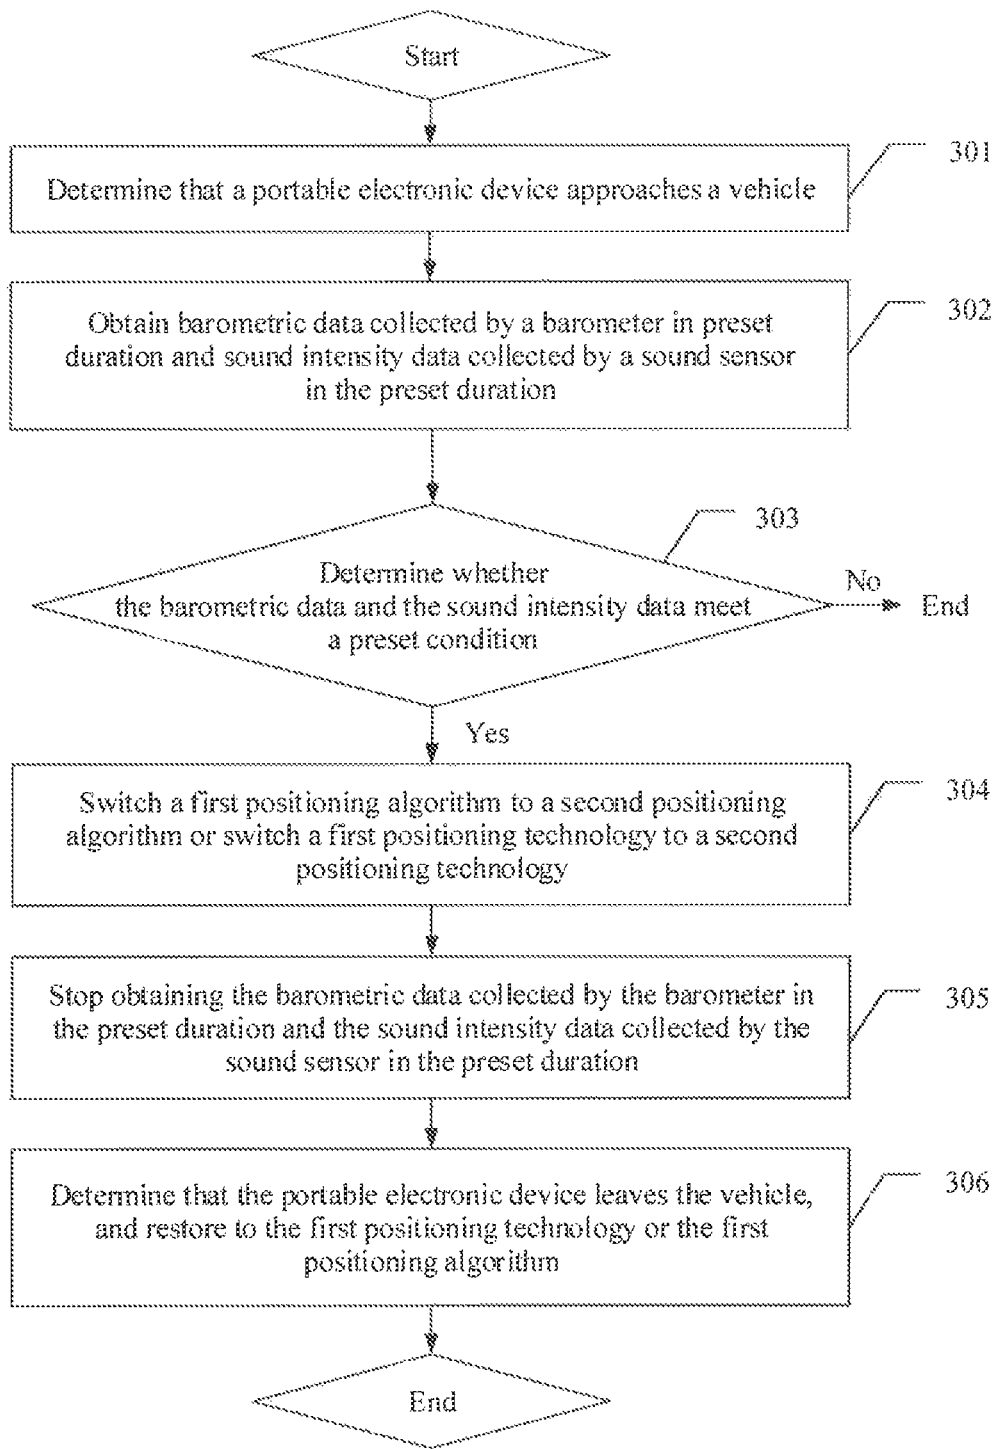 Start
301
Determine that a portable electronic device approaches a vehicle
302
Obtain barometric data collected by a barometer in preset
duration and sound intensity data collected by a sound sensor
in the preset duration
303
Determine whether
the barometric data and the sound intensity data meet
a preset condition
No
End
Yes
304
Switch a first positioning algorithm to a second positioning
algorithm or switch a first positioning technology to a second
positioning technology
305
Stop obtaining the barometric data collected by the barometer in
the preset duration and the sound intensity data collected by the
sound sensor in the preset duration
306
Determine that the portable electronic device leaves the vehicle,
and restore to the first positioning technology or the first
positioning algorithm
End